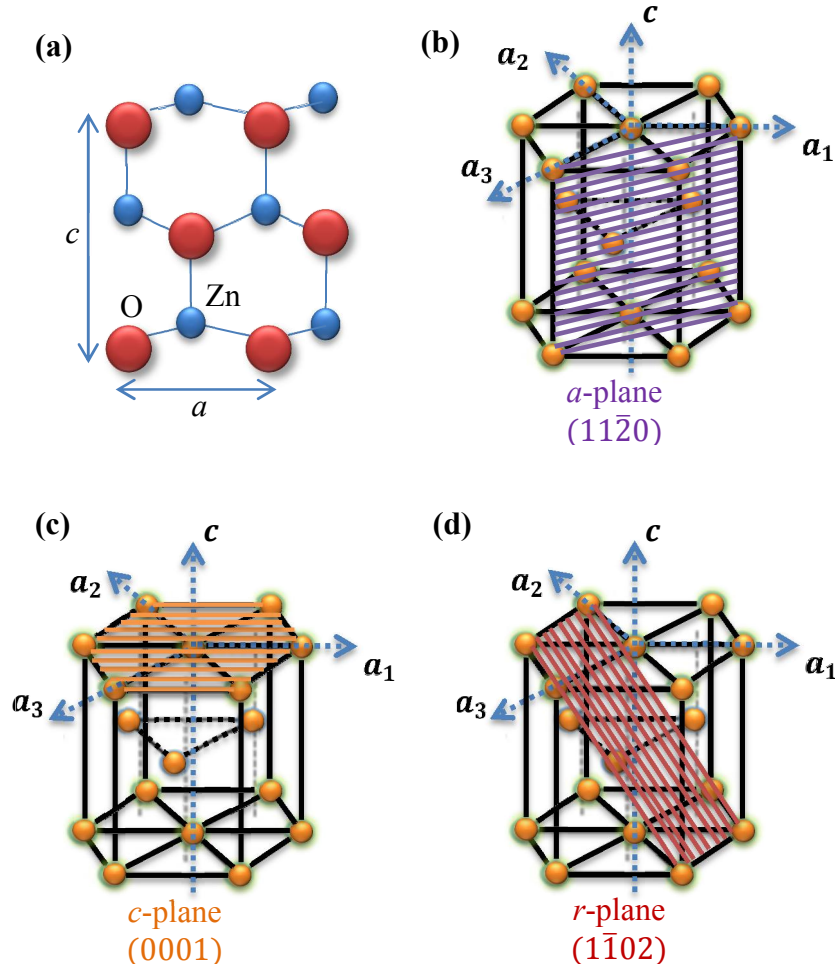 (a)
c
O
Zn
a
(b)
c
a₂
a₁
a₃
a-plane
(112̅0)
(c)
c
a₂
a₁
a₃
c-plane
(0001)
(d)
c
a₂
a₁
a₃
r-plane
(11̅02)